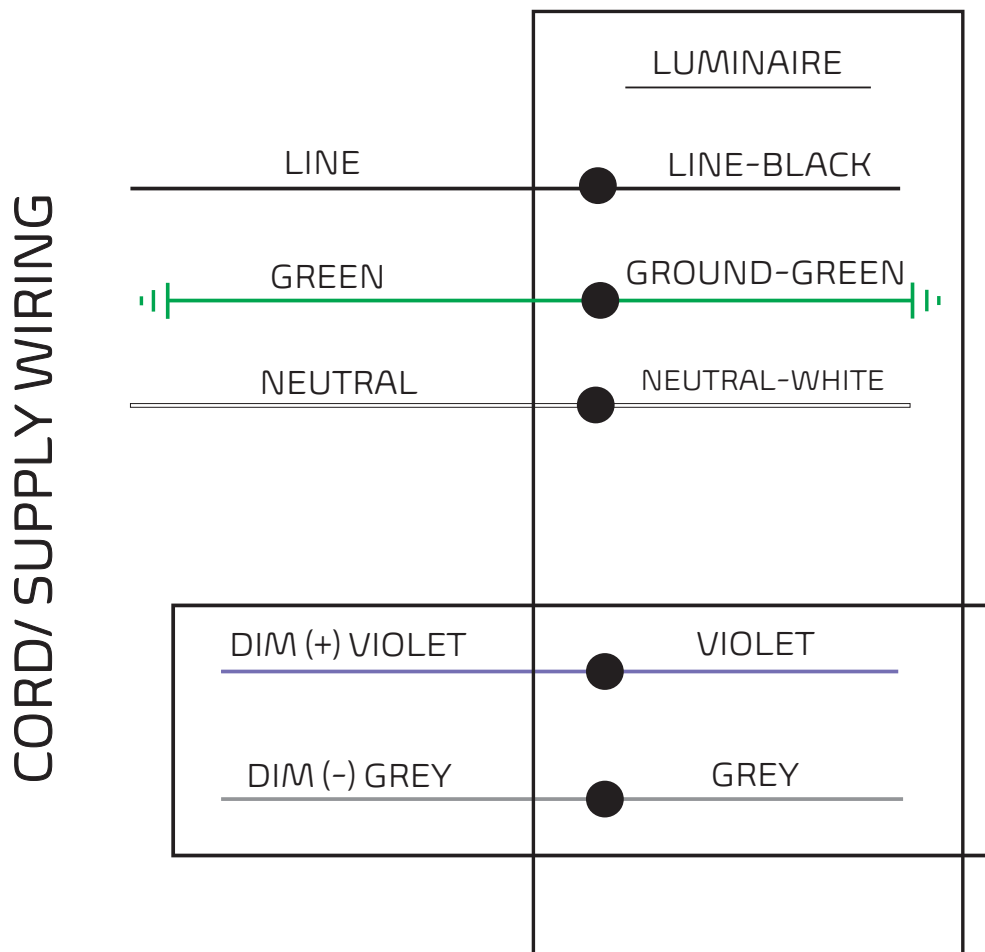 LUMINAIRE
LINE
LINE-BLACK
GREEN
GROUND-GREEN
NEUTRAL
NEUTRAL-WHITE
CORD/ SUPPLY WIRING
DIM (+) VIOLET
VIOLET
DIM (-) GREY
GREY